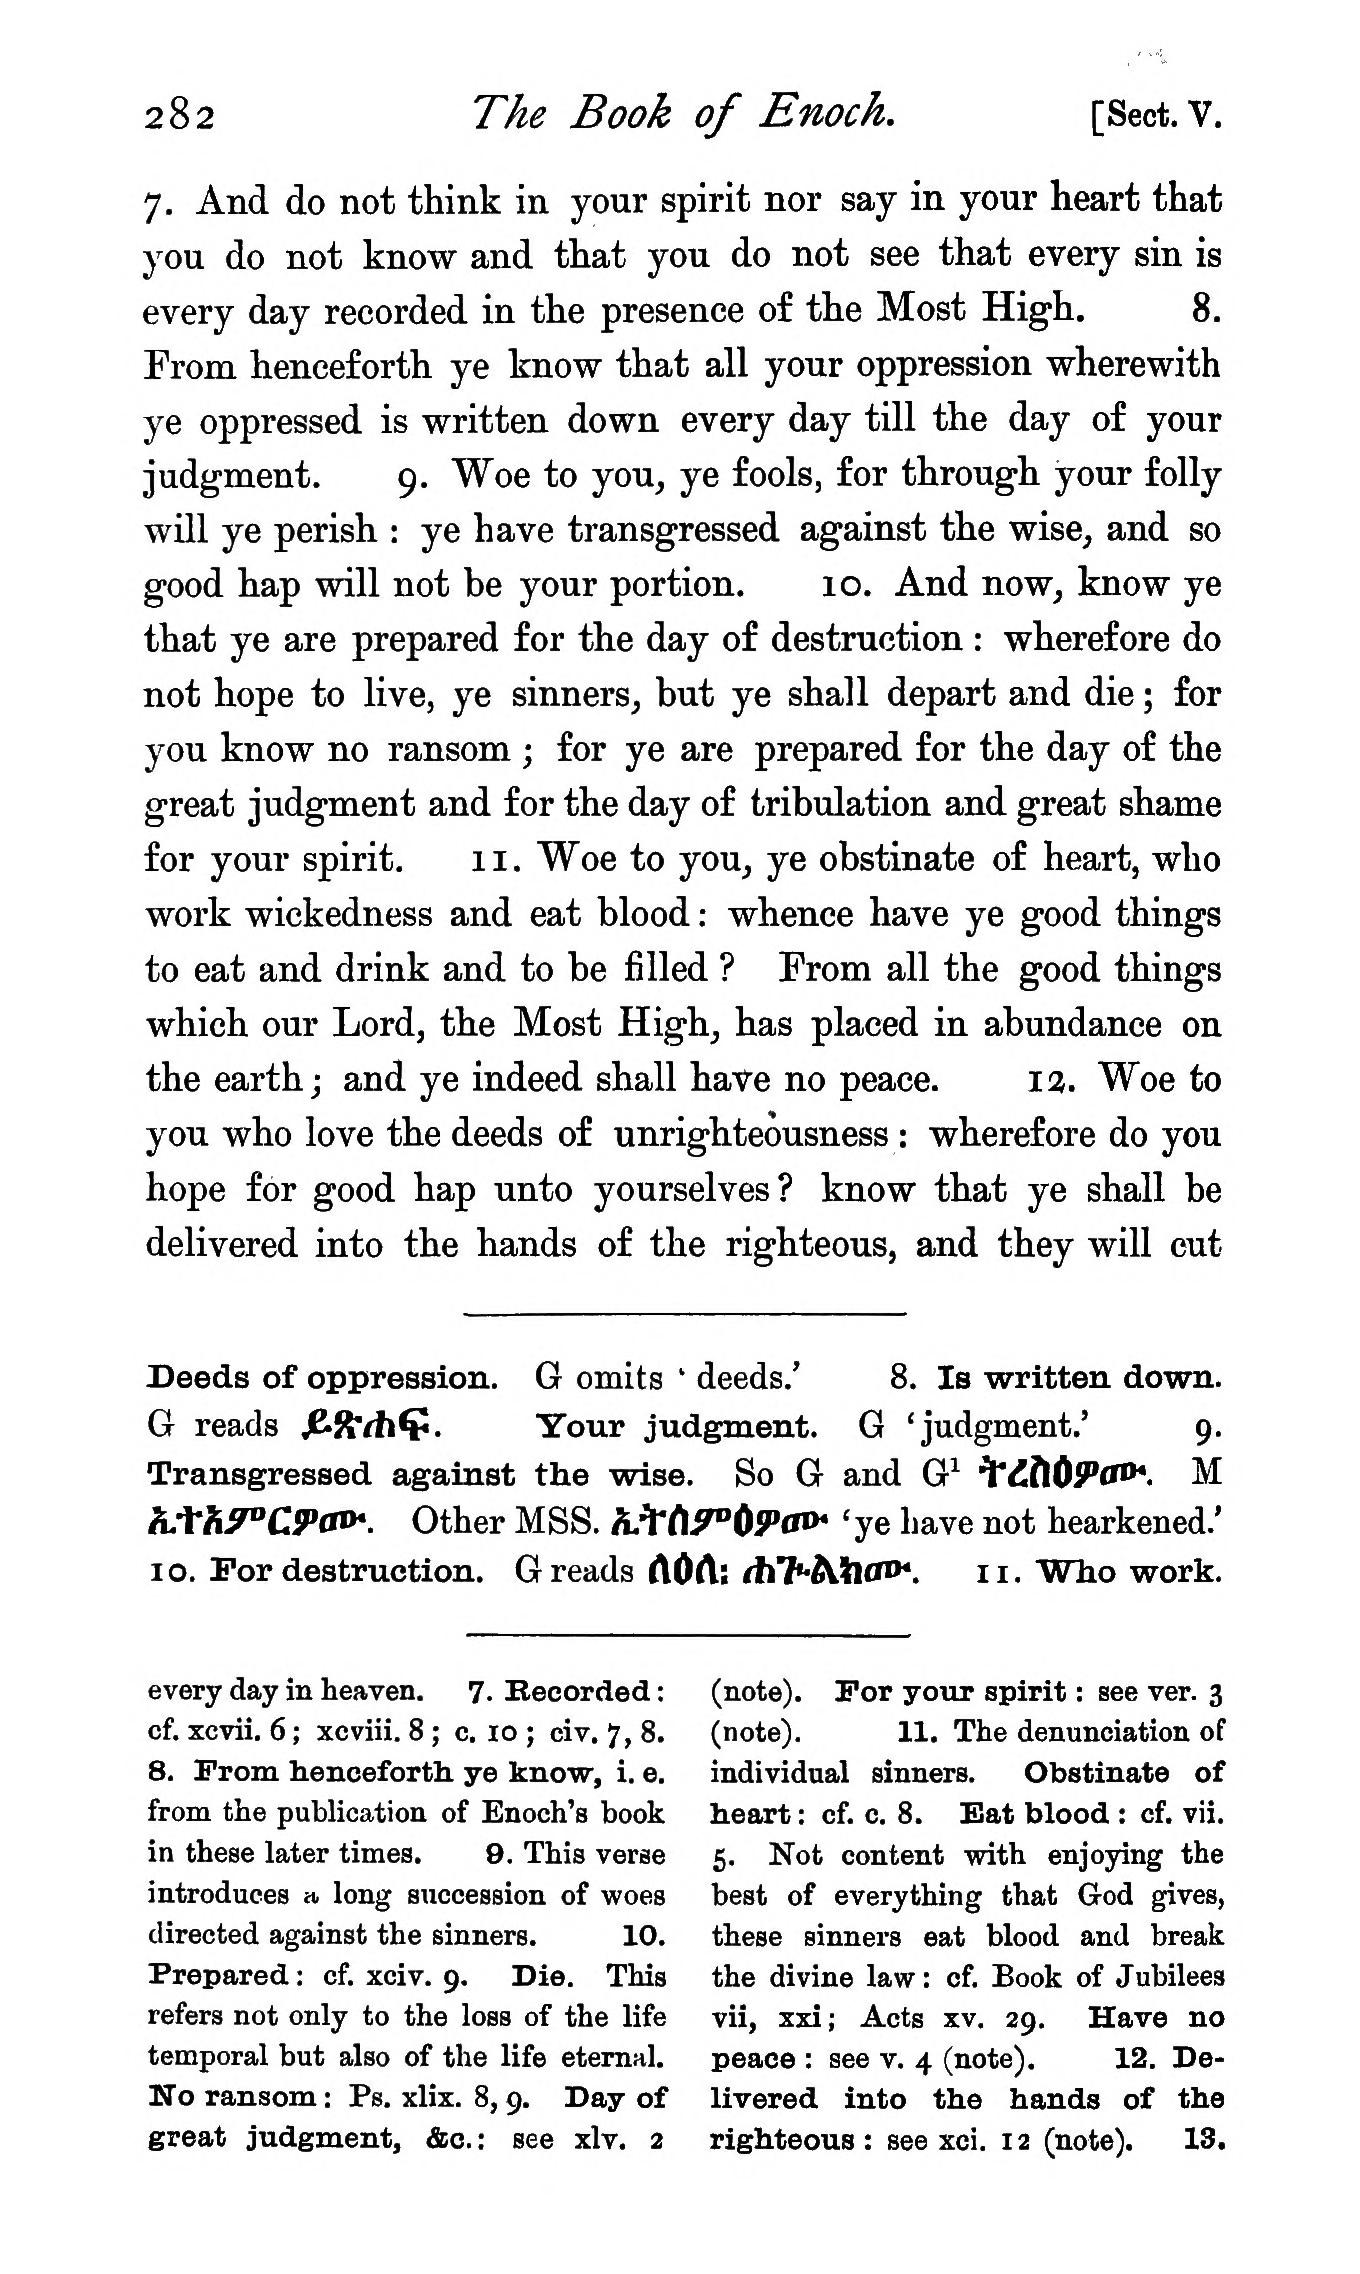 282 The Book of Enoch. [Sect. V.
7. And do not think in your spirit nor say in your heart that
you do not know and that you do not see that every sin is
every day recorded in the presence of the Most High. 8.
From henceforth ye know that all your oppression wherewith
ye oppressed is written down every day till the day of your
judgment. 9. Woe to you, ye fools, for through your folly
will ye perish : ye have transgressed against the wise, and so
good hap will not be your portion. 10. And now, know ye
that ye are prepared for the day of destruction : wherefore do
not hope to live, ye sinners, but ye shall depart and die ; for
you know no ransom ; for ye are prepared for the day of the
great judgment and for the day of tribulation and great shame
for your spirit. 11. Woe to you, ye obstinate of heart, who
work wickedness and eat blood : whence have ye good things
to eat and drink and to be filled ? From all the good things
which our Lord, the Most High, has placed in abundance on
the earth ; and ye indeed shall have no peace. 12. Woe to
you who love the deeds of unrighteousness : wherefore do you
hope for good hap unto yourselves ? know that ye shall be
delivered into the hands of the righteous, and they will cut
Deeds of oppression. G omits ‘ deeds.’ 8. Is written down.
G reads ይጽሐፍ. Your judgment. G ‘judgment.’ 9.
Transgressed against the wise. So G and G¹ ትረስዕዎሙ. M
ኢተአምርዎሙ. Other MSS. ኢትሰምዕዎሙ ‘ye have not hearkened.’
10. For destruction. G reads ለዕለ፡ ሐጕልክሙ. 11. Who work.
every day in heaven. 7. Recorded :
cf. xcvii. 6 ; xcviii. 8 ; c. 10 ; civ. 7, 8.
8. From henceforth ye know, i. e.
from the publication of Enoch’s book
in these later times. 9. This verse
introduces a long succession of woes
directed against the sinners. 10.
Prepared : cf. xciv. 9. Die. This
refers not only to the loss of the life
temporal but also of the life eternal.
No ransom : Ps. xlix. 8, 9. Day of
great judgment, &c. : see xlv. 2
(note). For your spirit : see ver. 3
(note). 11. The denunciation of
individual sinners. Obstinate of
heart : cf. c. 8. Eat blood : cf. vii.
5. Not content with enjoying the
best of everything that God gives,
these sinners eat blood and break
the divine law : cf. Book of Jubilees
vii, xxi ; Acts xv. 29. Have no
peace : see v. 4 (note). 12. De-
livered into the hands of the
righteous : see xci. 12 (note). 13.